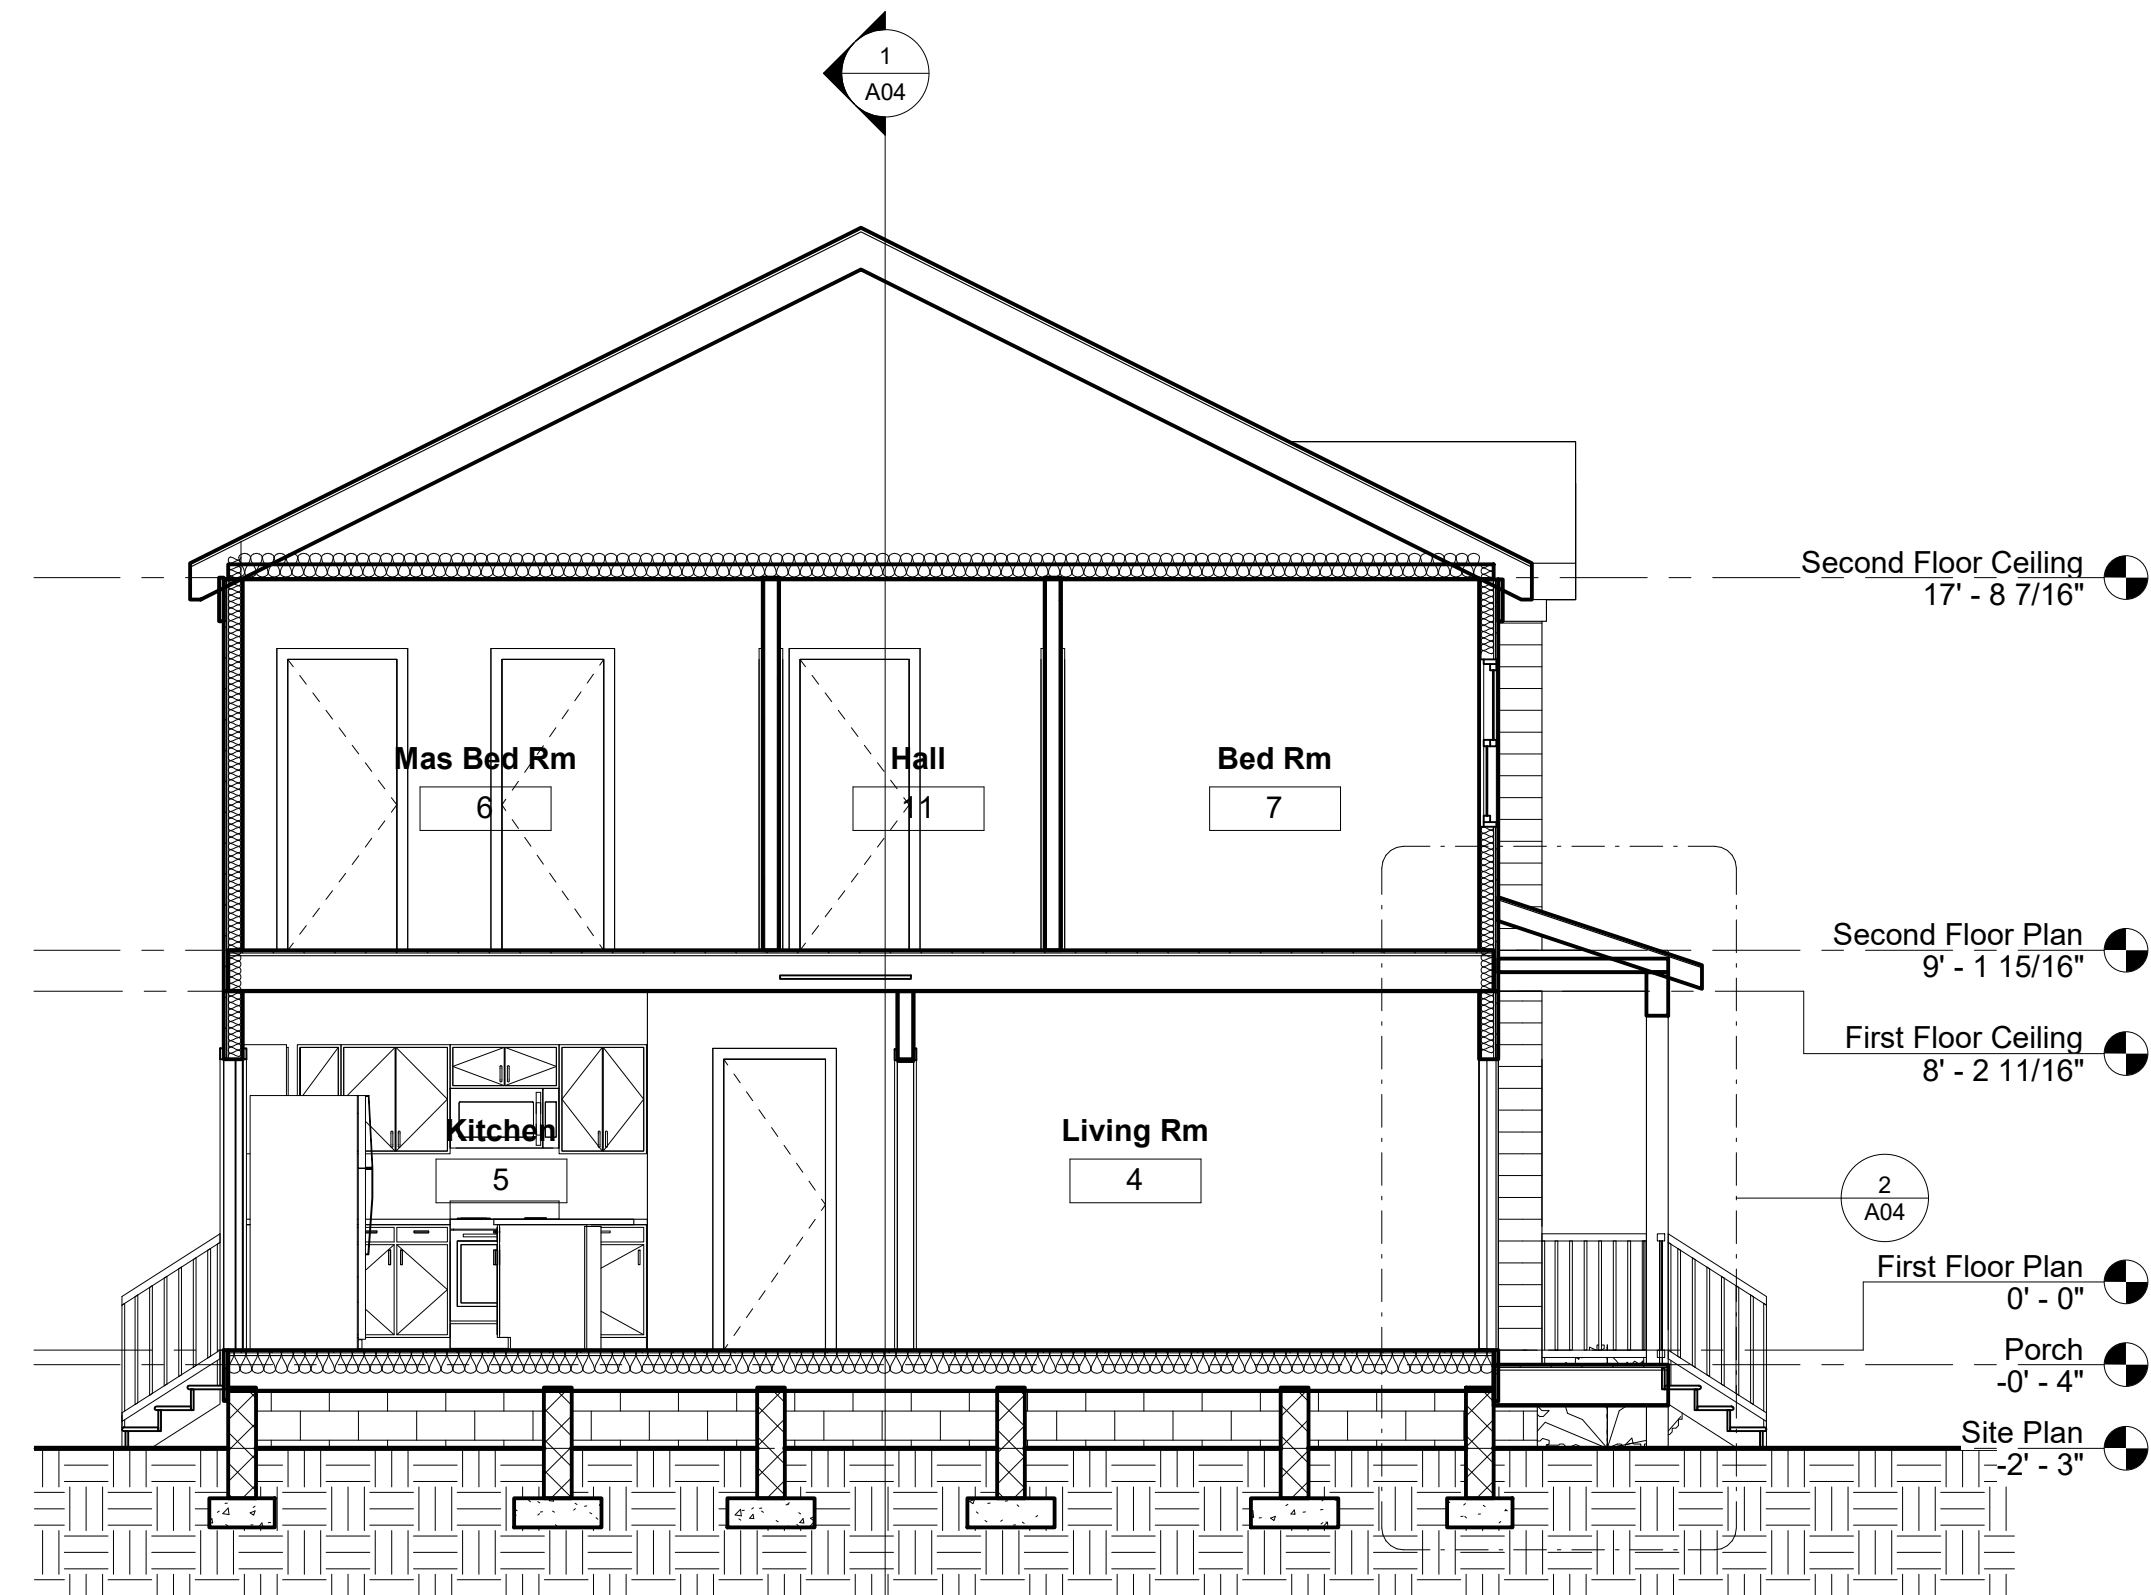 1
A04
Second Floor Ceiling
17' - 8 7/16"
Mas Bed Rm
6
Hall
11
Bed Rm
7
Second Floor Plan
9' - 1 15/16"
First Floor Ceiling
8' - 2 11/16"
Kitchen
5
Living Rm
4
2
A04
First Floor Plan
0' - 0"
Porch
-0' - 4"
Site Plan
-2' - 3"